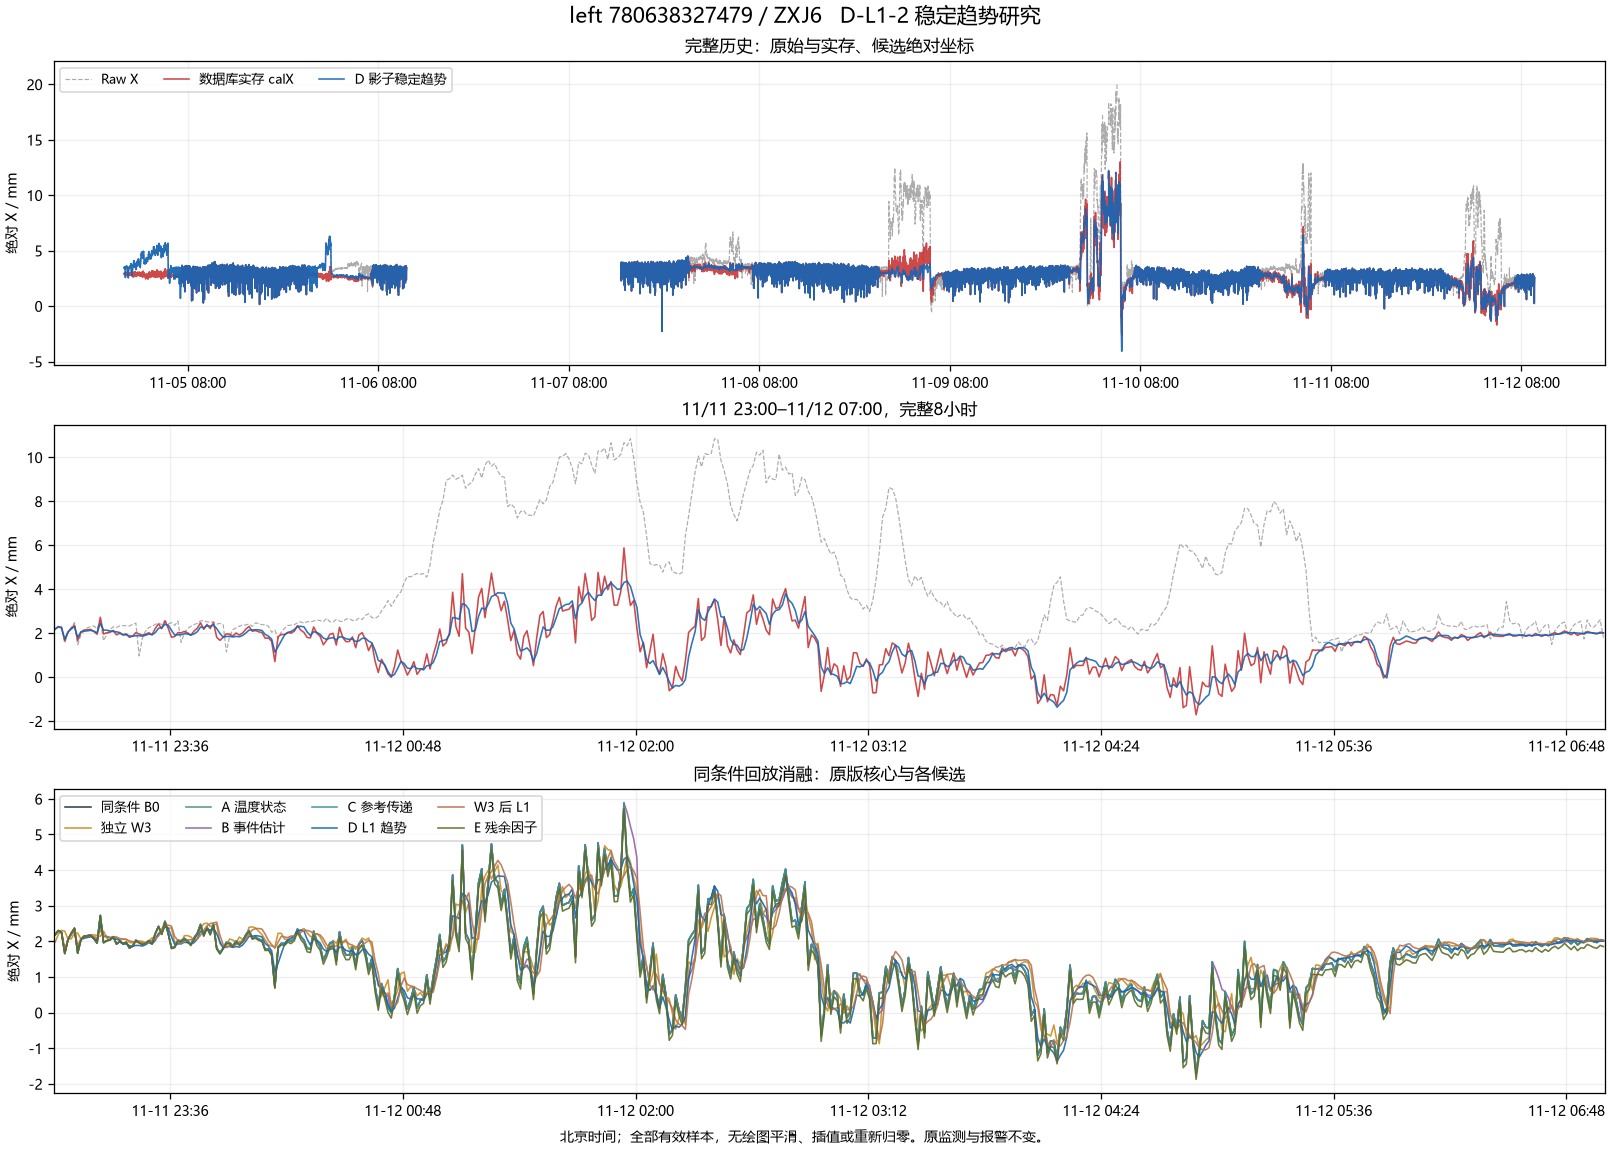 left 780638327479 / ZXJ6   D-L1-2 稳定趋势研究
完整历史：原始与实存、候选绝对坐标
Raw X   数据库实存 calX   D 影子稳定趋势
绝对 X / mm
20
15
10
5
0
-5
11-05 08:00   11-06 08:00   11-07 08:00   11-08 08:00   11-09 08:00   11-10 08:00   11-11 08:00   11-12 08:00
11/11 23:00–11/12 07:00，完整8小时
绝对 X / mm
10
8
6
4
2
0
-2
11-11 23:36   11-12 00:48   11-12 02:00   11-12 03:12   11-12 04:24   11-12 05:36   11-12 06:48
同条件回放消融：原版核心与各候选
同条件 B0   A 温度状态   C 参考传递   W3 后 L1
独立 W3   B 事件估计   D L1 趋势   E 残余因子
绝对 X / mm
6
5
4
3
2
1
0
-1
-2
11-11 23:36   11-12 00:48   11-12 02:00   11-12 03:12   11-12 04:24   11-12 05:36   11-12 06:48
北京时间；全部有效样本，无绘图平滑、插值或重新归零。原监测与报警不变。